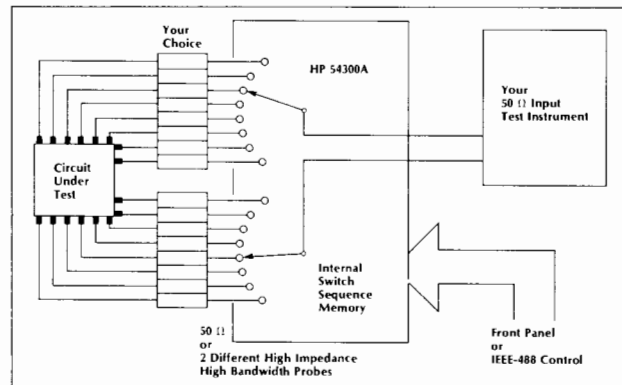 Your
Choice
HP 54300A
Your
50 Ω Input
Test Instrument
Circuit
Under
Test
Internal
Switch
Sequence
Memory
50 Ω
or
2 Different High Impedance
High Bandwidth Probes
Front Panel
or
IEEE-488 Control